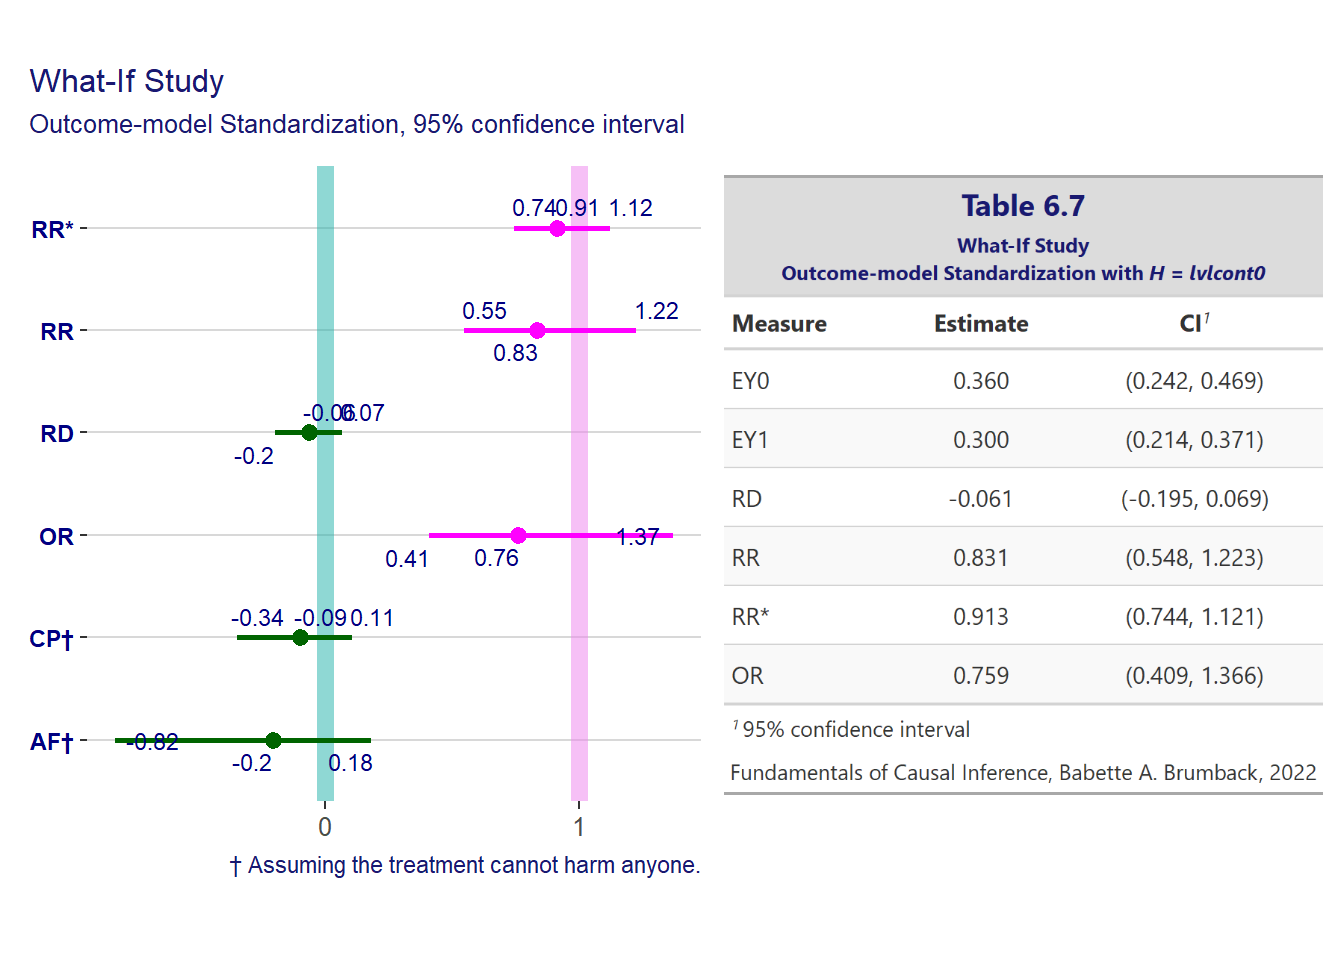 What-If Study
Outcome-model Standardization, 95% confidence interval
RR*
0.74 0.91 1.12
RR
0.55 1.22
0.83
RD
-0.06 0.07
-0.2
OR
1.37
0.41 0.76
CP†
-0.34 -0.09 0.11
AF†
-0.82
-0.2 0.18
0 1
† Assuming the treatment cannot harm anyone.
Table 6.7
What-If Study
Outcome-model Standardization with H = lvlcont0
Measure Estimate CI¹
EY0 0.360 (0.242, 0.469)
EY1 0.300 (0.214, 0.371)
RD -0.061 (-0.195, 0.069)
RR 0.831 (0.548, 1.223)
RR* 0.913 (0.744, 1.121)
OR 0.759 (0.409, 1.366)
¹ 95% confidence interval
Fundamentals of Causal Inference, Babette A. Brumback, 2022